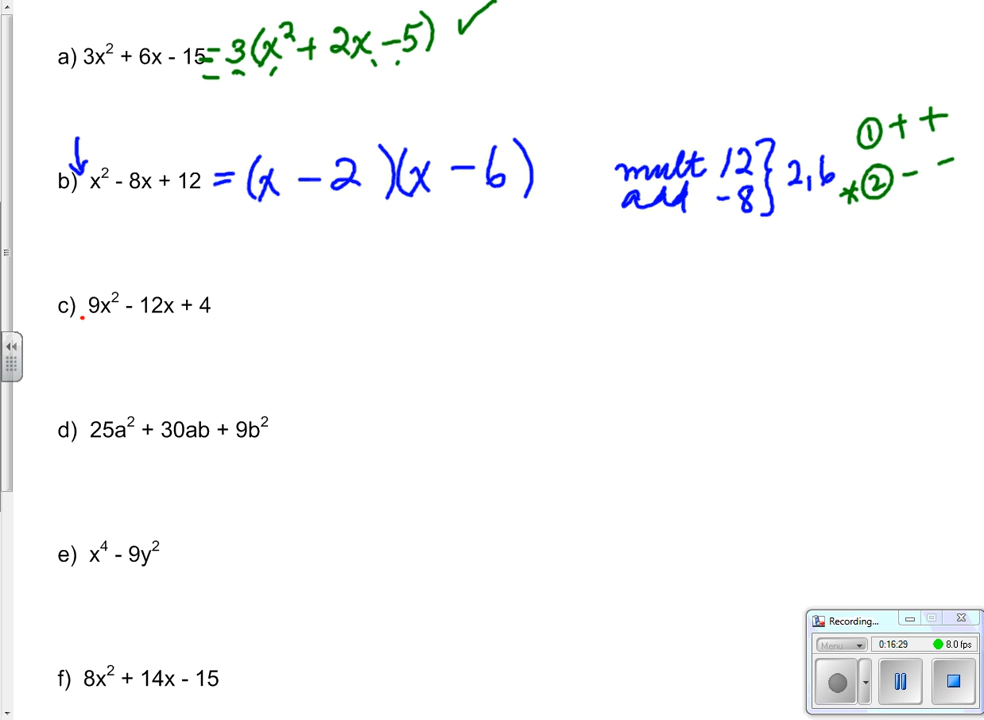 a) 3x² + 6x - 15 = 3(x² + 2x - 5) ✓
① + +
b) x² - 8x + 12 = (x - 2)(x - 6) mult 12 } 2, 6 * ② - -
add -8
c) 9x² - 12x + 4
d) 25a² + 30ab + 9b²
e) x⁴ - 9y²
f) 8x² + 14x - 15
Recording...
Menu 0:16:29 8.0 fps